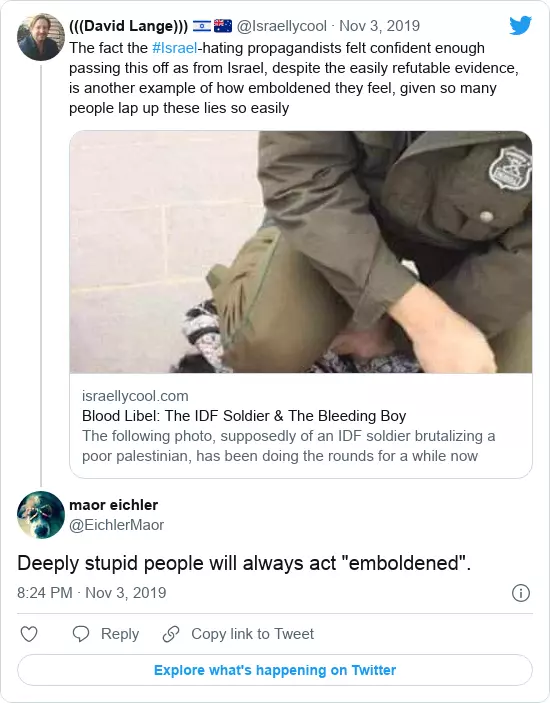 (((David Lange))) 🇮🇱 🇦🇺 @Israellycool · Nov 3, 2019
The fact the #Israel-hating propagandists felt confident enough
passing this off as from Israel, despite the easily refutable evidence,
is another example of how emboldened they feel, given so many
people lap up these lies so easily
israellycool.com
Blood Libel: The IDF Soldier & The Bleeding Boy
The following photo, supposedly of an IDF soldier brutalizing a
poor palestinian, has been doing the rounds for a while now
maor eichler
@EichlerMaor
Deeply stupid people will always act "emboldened".
8:24 PM · Nov 3, 2019
Reply
Copy link to Tweet
Explore what's happening on Twitter